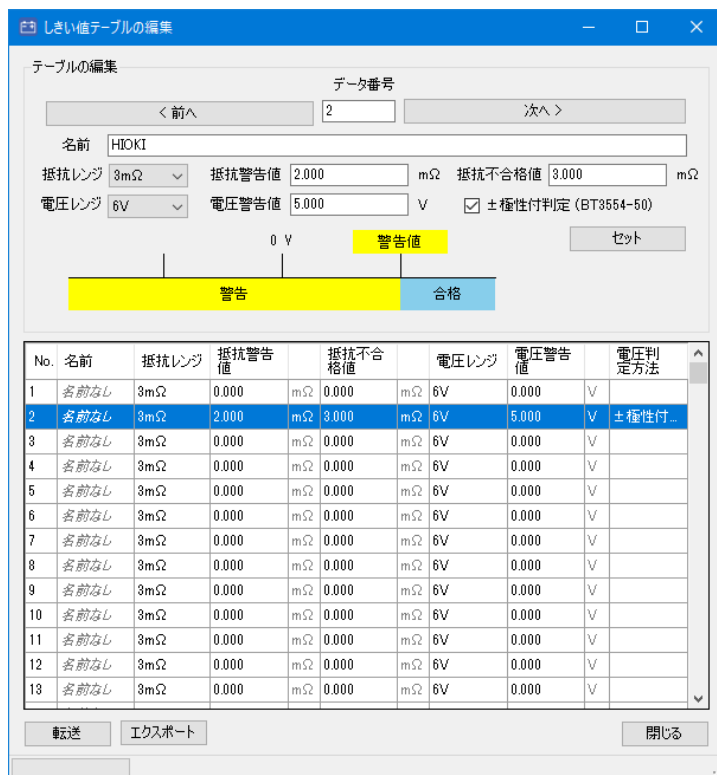 しきい値テーブルの編集
テーブルの編集
データ番号
< 前へ 2 次へ >
名前 HIOKI
抵抗レンジ 3mΩ 抵抗警告値 2.000 mΩ 抵抗不合格値 3.000 mΩ
電圧レンジ 6V 電圧警告値 5.000 V ±極性付判定 (BT3554-50)
0 V 警告値 セット
警告 合格
No. 名前 抵抗レンジ 抵抗警告値 抵抗不合格値 電圧レンジ 電圧警告値 電圧判定方法
1 名前なし 3mΩ 0.000 mΩ 0.000 mΩ 6V 0.000 V
2 名前なし 3mΩ 2.000 mΩ 3.000 mΩ 6V 5.000 V ±極性付...
3 名前なし 3mΩ 0.000 mΩ 0.000 mΩ 6V 0.000 V
4 名前なし 3mΩ 0.000 mΩ 0.000 mΩ 6V 0.000 V
5 名前なし 3mΩ 0.000 mΩ 0.000 mΩ 6V 0.000 V
6 名前なし 3mΩ 0.000 mΩ 0.000 mΩ 6V 0.000 V
7 名前なし 3mΩ 0.000 mΩ 0.000 mΩ 6V 0.000 V
8 名前なし 3mΩ 0.000 mΩ 0.000 mΩ 6V 0.000 V
9 名前なし 3mΩ 0.000 mΩ 0.000 mΩ 6V 0.000 V
10 名前なし 3mΩ 0.000 mΩ 0.000 mΩ 6V 0.000 V
11 名前なし 3mΩ 0.000 mΩ 0.000 mΩ 6V 0.000 V
12 名前なし 3mΩ 0.000 mΩ 0.000 mΩ 6V 0.000 V
13 名前なし 3mΩ 0.000 mΩ 0.000 mΩ 6V 0.000 V
転送 エクスポート 閉じる